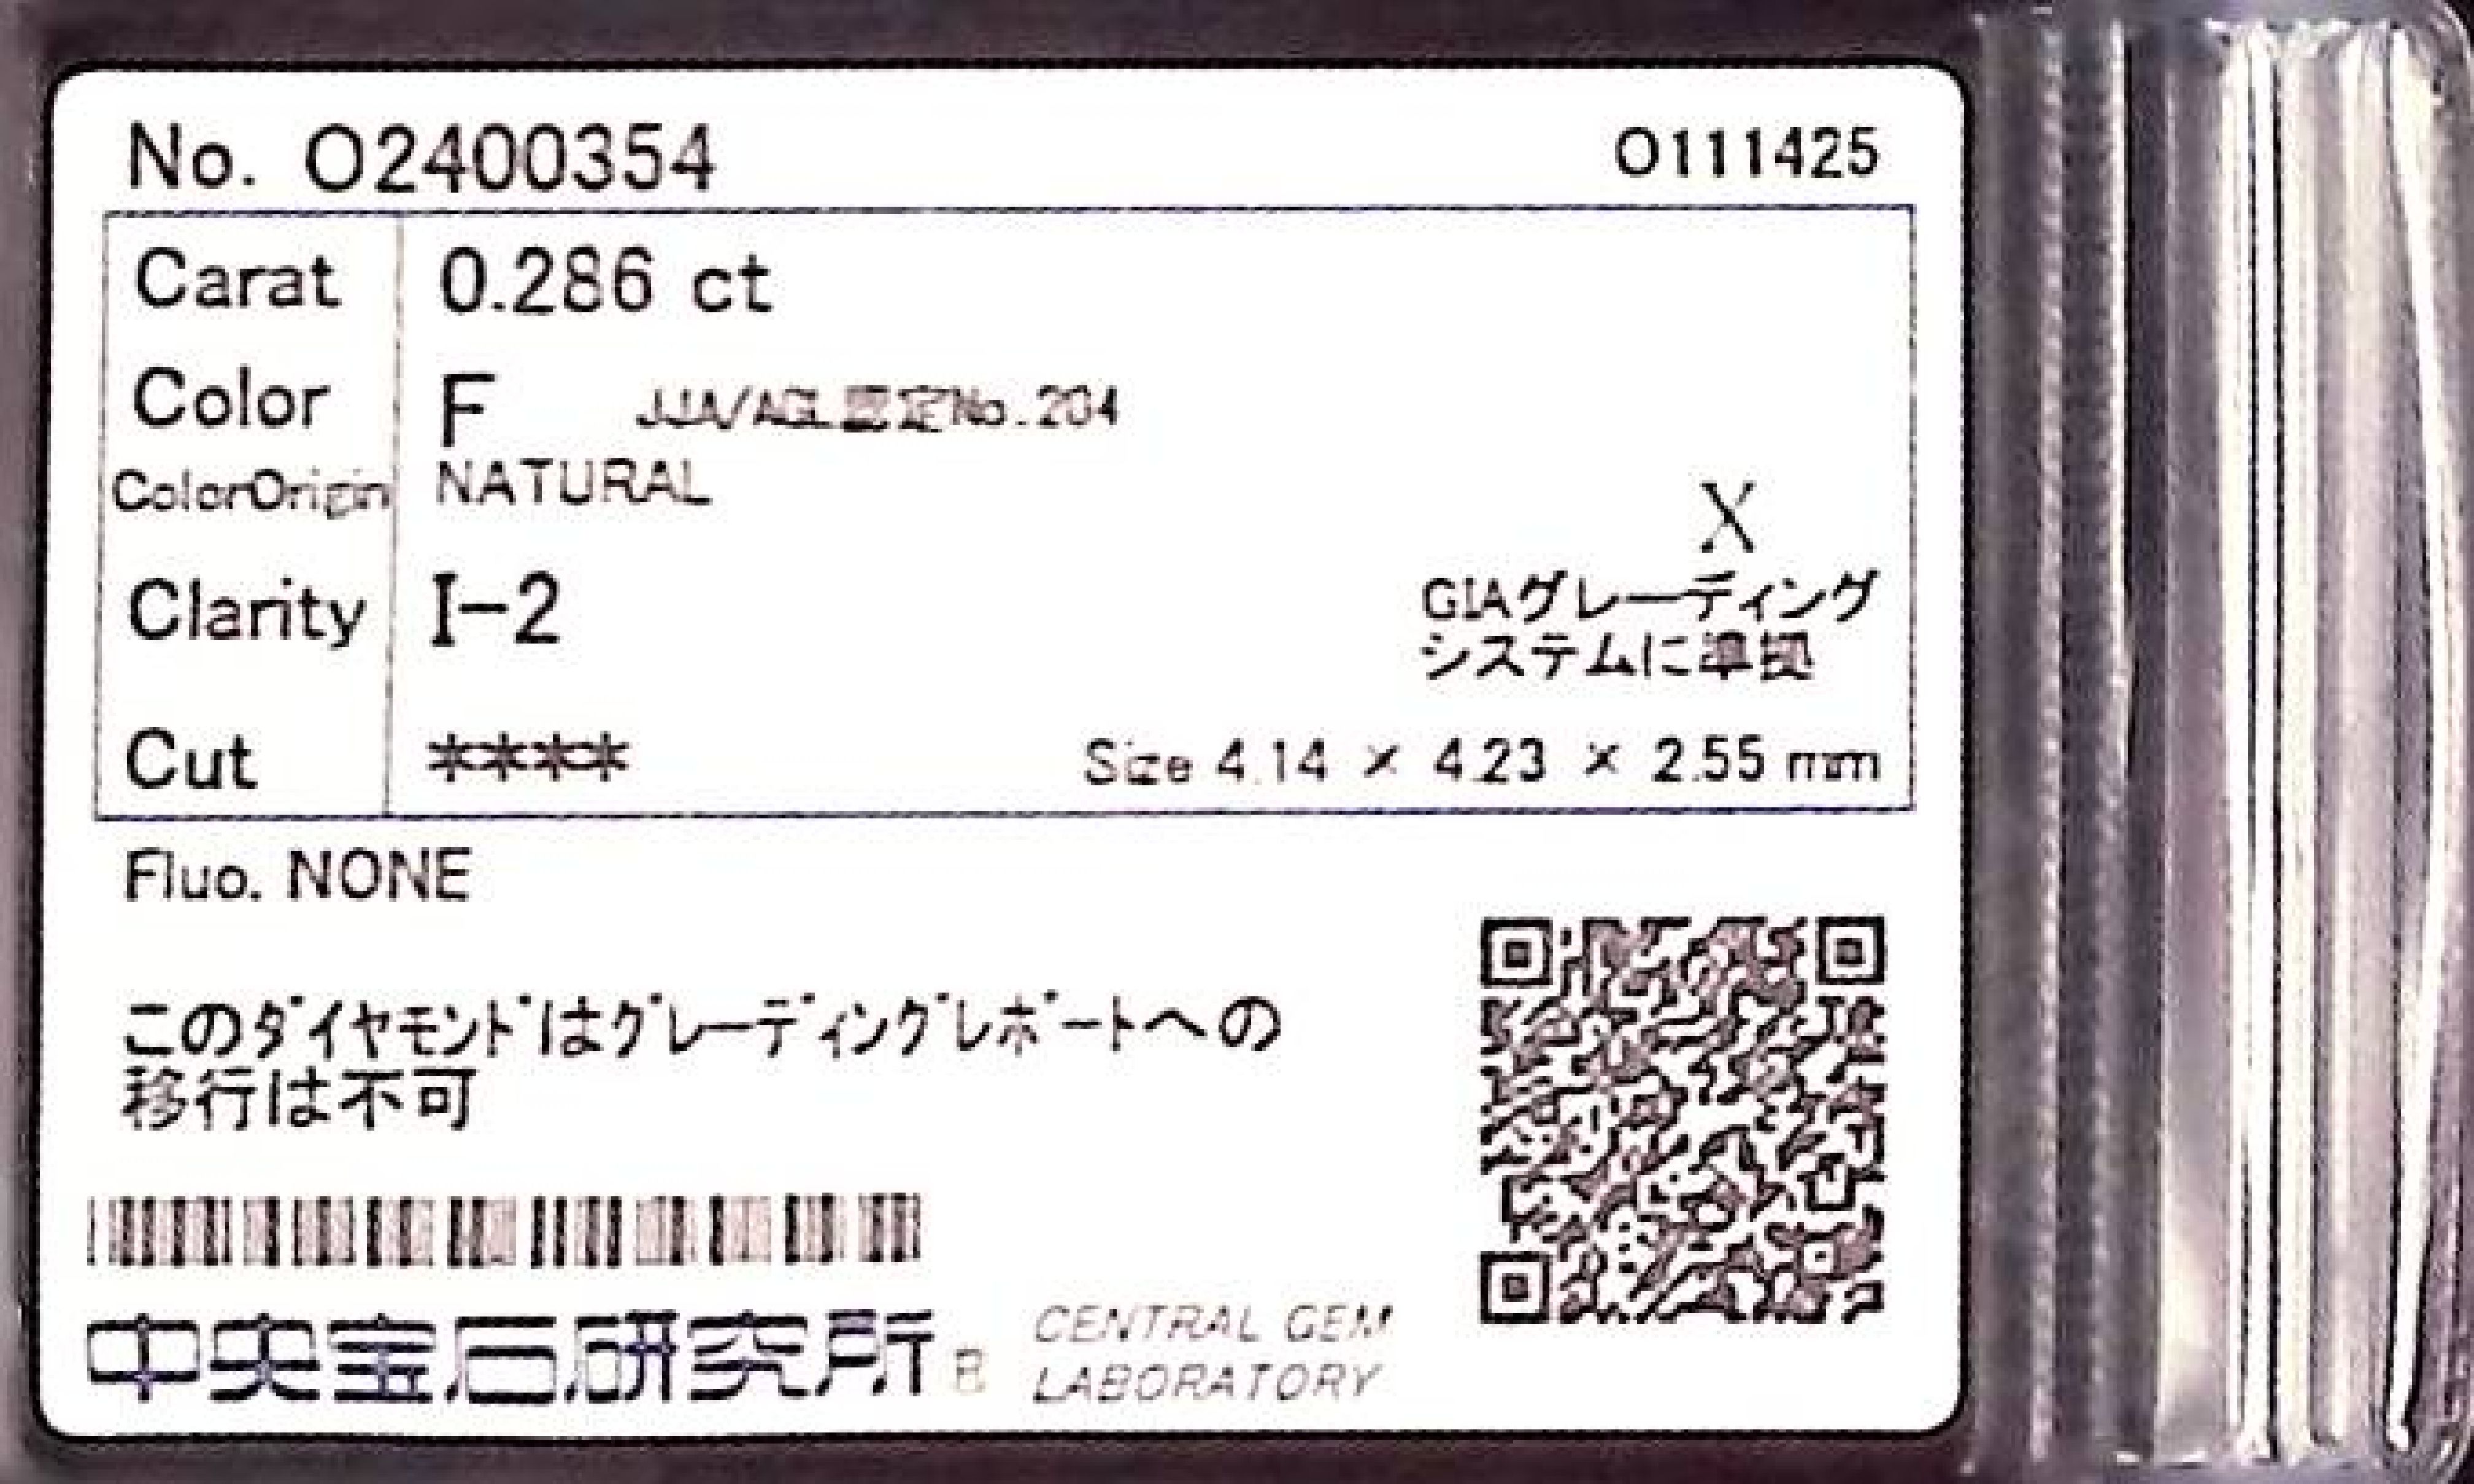 No. O2400354 O111425
Carat 0.286 ct
Color F JJA/AGL認定No.204
ColorOrigin NATURAL
X
Clarity I-2 GIAグレーディング
システムに準拠
Cut **** Size 4.14 × 4.23 × 2.55 mm
Fluo. NONE
このダイヤモンドはグレーディングレポートへの
移行は不可
中央宝石研究所 B CENTRAL GEM
LABORATORY